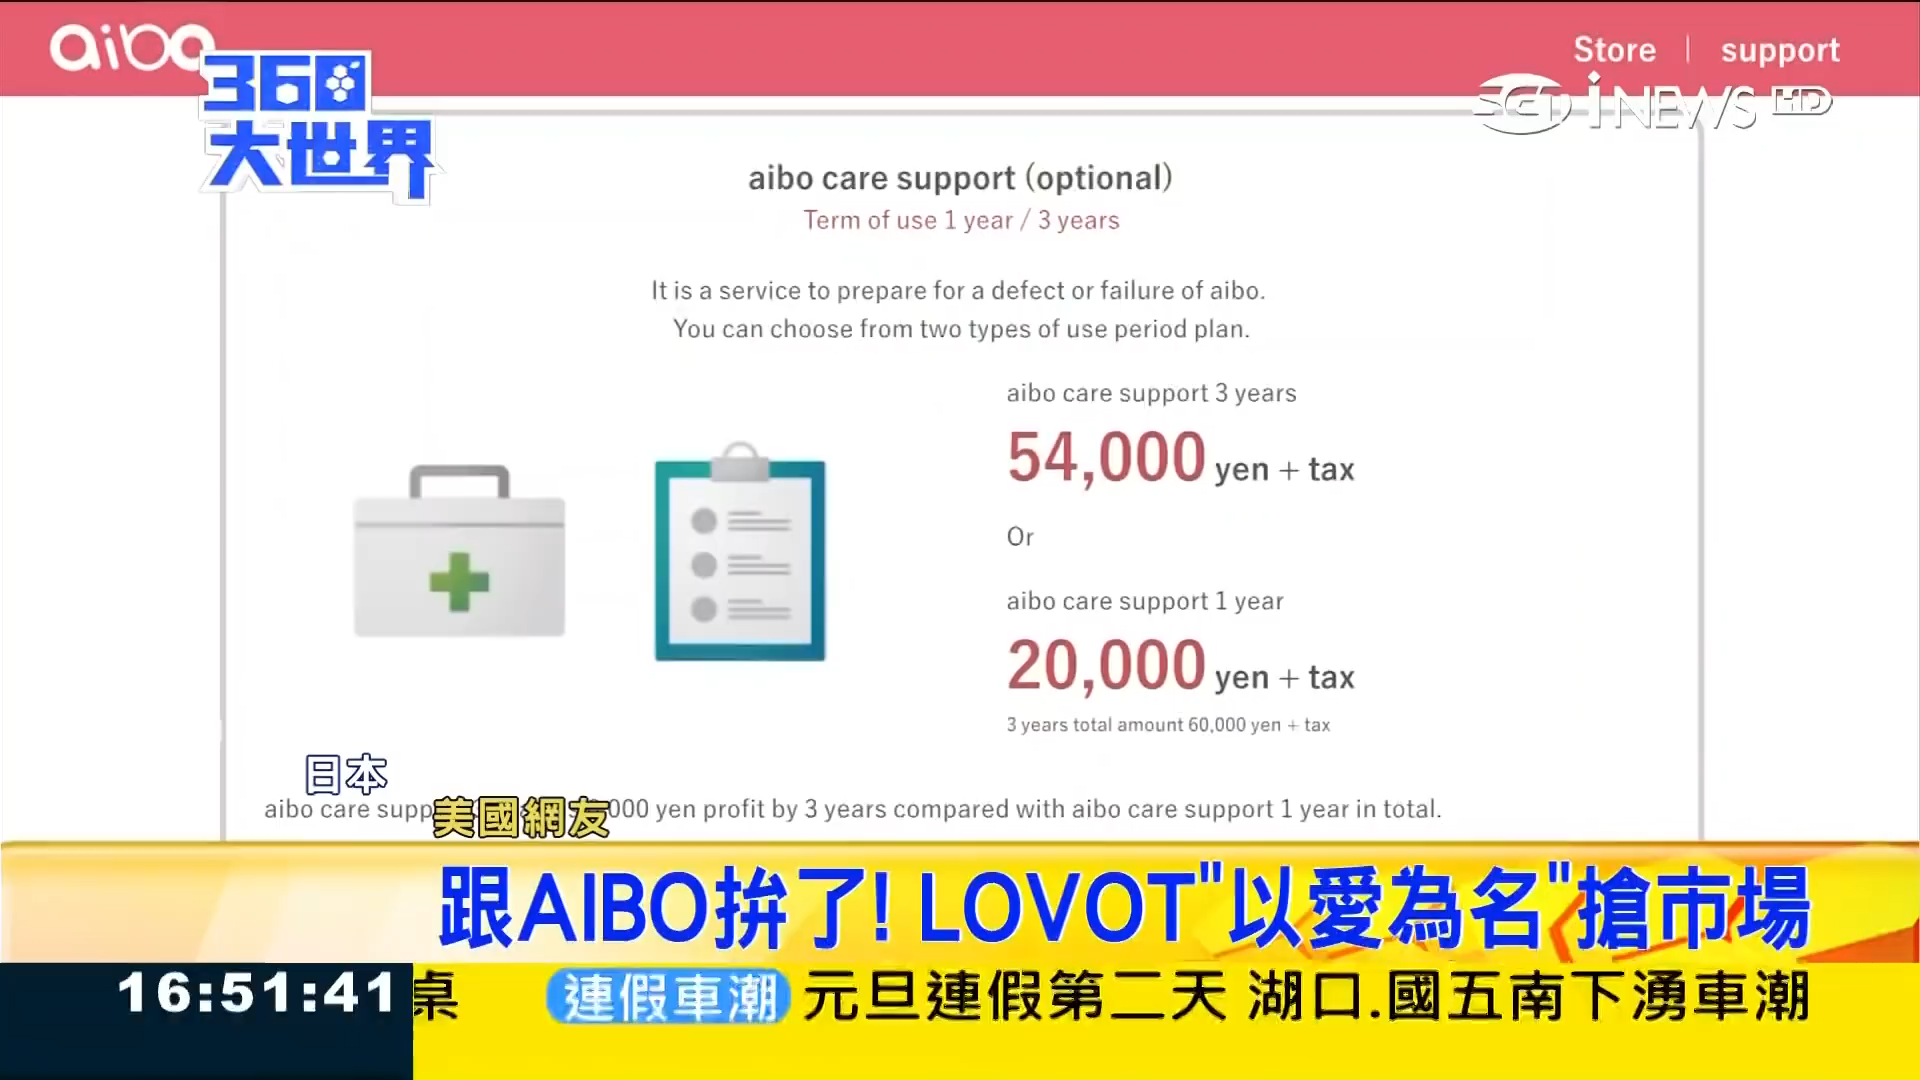 aibo
Store | support
360
大世界
SET iNEWS HD
aibo care support (optional)
Term of use 1 year / 3 years
It is a service to prepare for a defect or failure of aibo.
You can choose from two types of use period plan.
aibo care support 3 years
54,000 yen + tax
Or
aibo care support 1 year
20,000 yen + tax
3 years total amount 60,000 yen + tax
日本
aibo care supp 000 yen profit by 3 years compared with aibo care support 1 year in total.
美國網友
跟AIBO拚了! LOVOT"以愛為名"搶市場
16:51:41
桌 連假車潮 元旦連假第二天 湖口.國五南下湧車潮